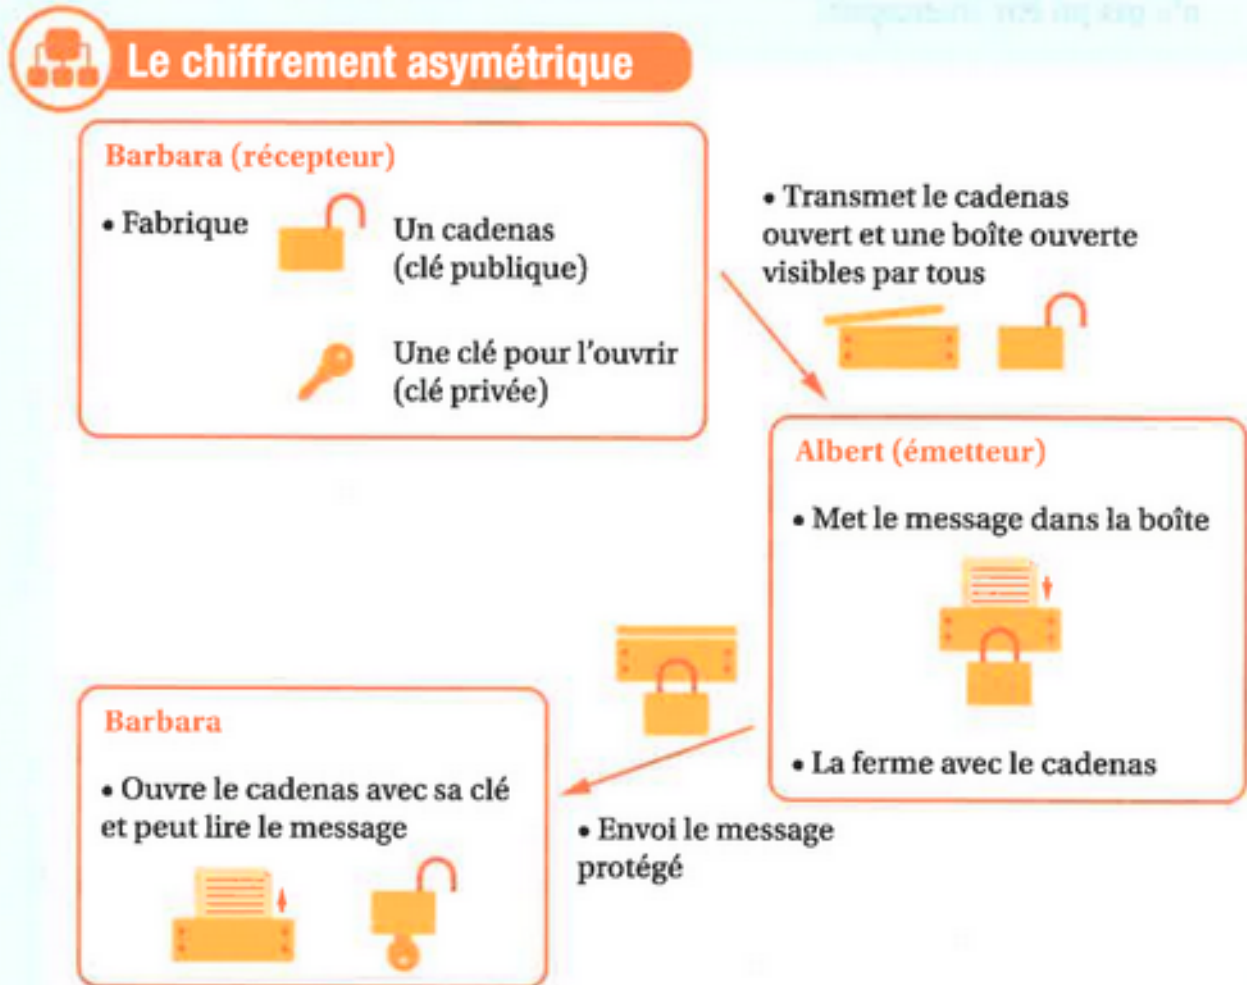 Le chiffrement asymétrique
Barbara (récepteur)
• Fabrique
Un cadenas
(clé publique)
Une clé pour l'ouvrir
(clé privée)
• Transmet le cadenas
ouvert et une boîte ouverte
visibles par tous
Albert (émetteur)
• Met le message dans la boîte
• La ferme avec le cadenas
• Envoi le message
protégé
Barbara
• Ouvre le cadenas avec sa clé
et peut lire le message